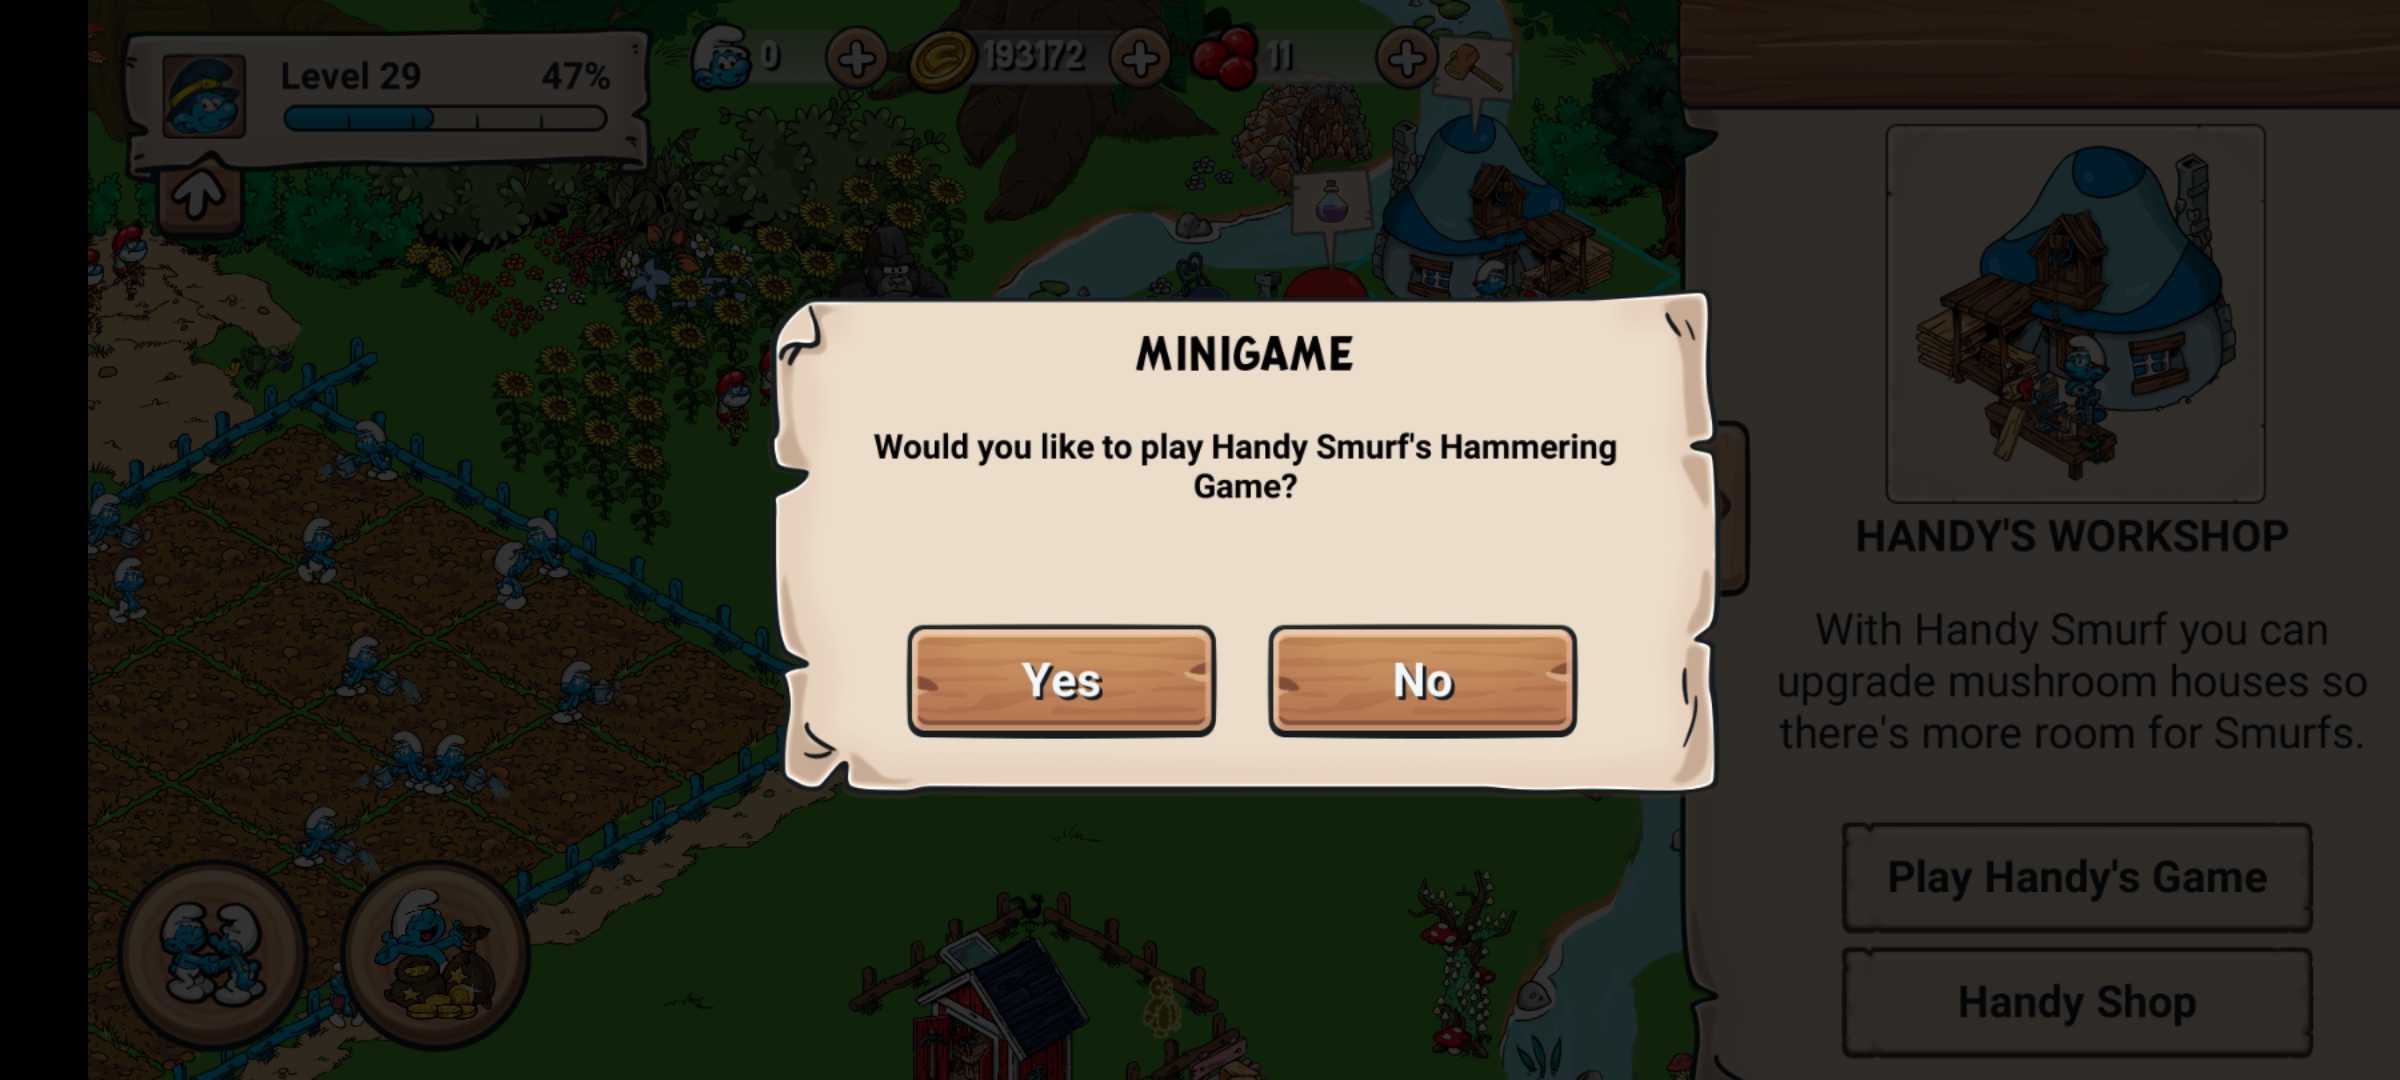 Level 29
47%
0
193172
11
MINIGAME
Would you like to play Handy Smurf's Hammering
Game?
Yes
No
HANDY'S WORKSHOP
With Handy Smurf you can
upgrade mushroom houses so
there's more room for Smurfs.
Play Handy's Game
Handy Shop